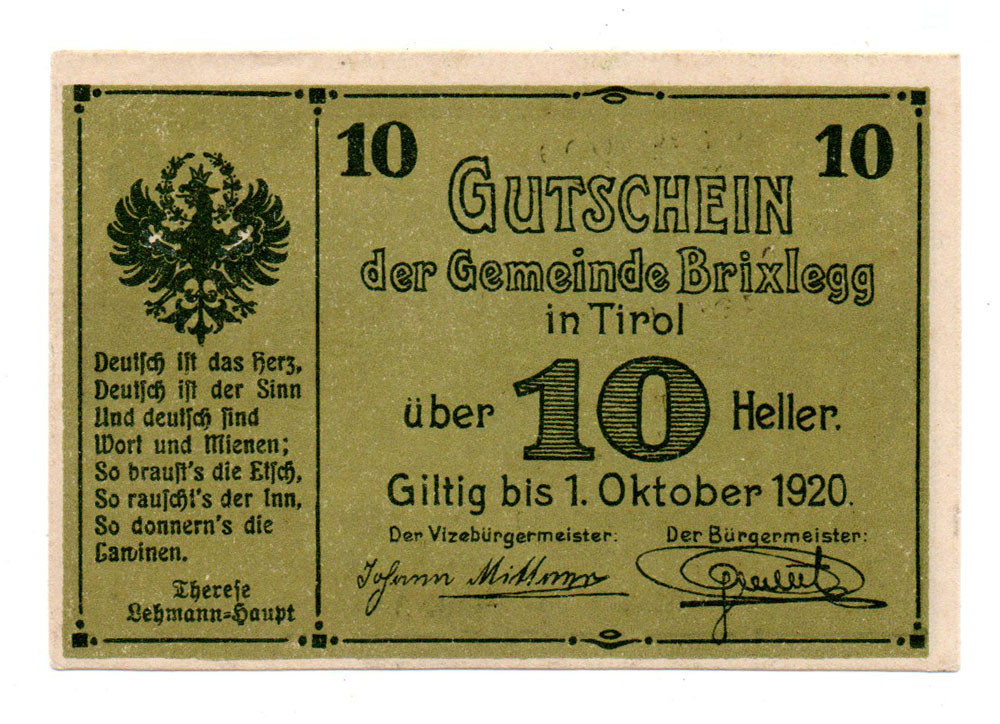 Deutsch ist das Herz,
Deutsch ist der Sinn
Und deutsch sind
Wort und Mienen;
So braust's die Etsch,
So rauscht's der Inn,
So donnern's die
Lawinen.
Therese
Lehmann=Haupt
10 10
GUTSCHEIN
der Gemeinde Brixlegg
in Tirol
über 10 Heller.
Giltig bis 1. Oktober 1920.
Der Vizebürgermeister: Der Bürgermeister:
Johann